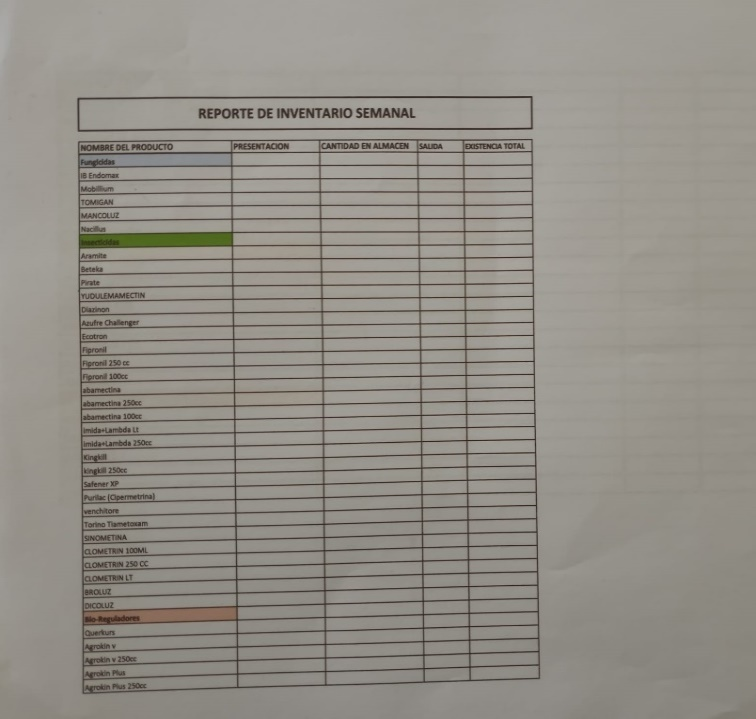 REPORTE DE INVENTARIO SEMANAL
NOMBRE DEL PRODUCTO PRESENTACION CANTIDAD EN ALMACEN SALIDA EXISTENCIA TOTAL
Fungicidas
IB Endomax
Mobillium
TOMIGAN
MANCOLUZ
Nacillus
Insecticidas
Aramite
Beteka
Pirate
YUDULEMAMECTIN
Diazinon
Azufre Challenger
Ecotron
Fipronil
Fipronil 250 cc
Fipronil 100cc
abamectina
abamectina 250cc
abamectina 100cc
Imida+Lambda Lt
Imida+Lambda 250cc
Kingkill
kingkill 250cc
Safener XP
Purilac (Cipermetrina)
venchitore
Torino Tiametoxam
SINOMETINA
CLOMETRIN 100ML
CLOMETRIN 250 CC
CLOMETRIN LT
BROLUZ
DICOLUZ
Bio-Reguladores
Querkurs
Agrokin v
Agrokin v 250cc
Agrokin Plus
Agrokin Plus 250cc